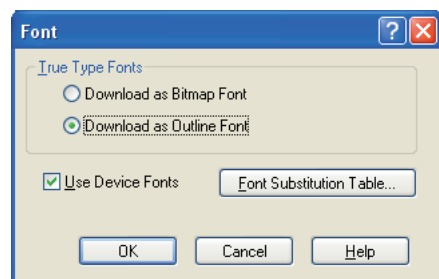 Font
True Type Fonts
Download as Bitmap Font
Download as Outline Font
Use Device Fonts
Font Substitution Table...
OK
Cancel
Help